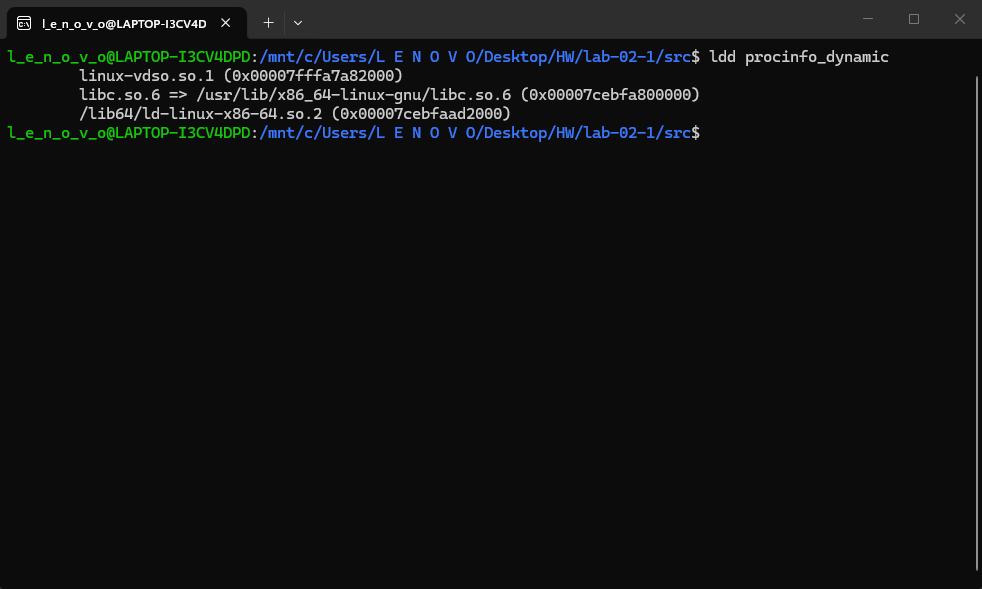 l_e_n_o_v_o@LAPTOP-I3CV4D
l_e_n_o_v_o@LAPTOP-I3CV4DPD:/mnt/c/Users/L E N O V O/Desktop/HW/lab-02-1/src$ ldd procinfo_dynamic
linux-vdso.so.1 (0x00007fffa7a82000)
libc.so.6 => /usr/lib/x86_64-linux-gnu/libc.so.6 (0x00007cebfa800000)
/lib64/ld-linux-x86-64.so.2 (0x00007cebfaad2000)
l_e_n_o_v_o@LAPTOP-I3CV4DPD:/mnt/c/Users/L E N O V O/Desktop/HW/lab-02-1/src$